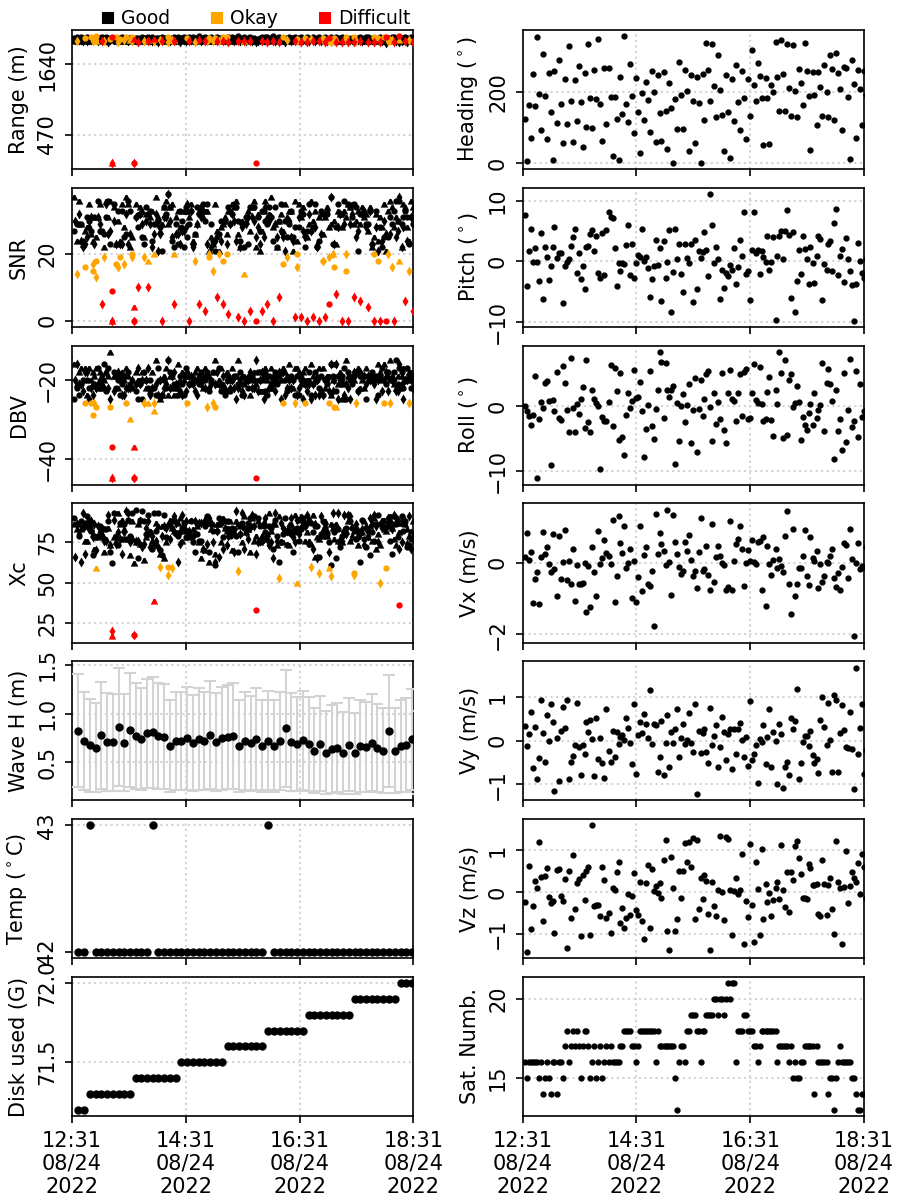 Good Okay Difficult
Range (m)
1640
470
Heading (°)
200
0
SNR
20
0
Pitch (°)
10
0
−10
DBV
−20
−40
Roll (°)
0
−10
Xc
75
50
25
Vx (m/s)
0
−2
Wave H (m)
1.5
1.0
0.5
Vy (m/s)
1
0
−1
Temp (°C)
43
42
Vz (m/s)
1
0
−1
Disk used (G)
72.0
71.5
Sat. Numb.
20
15
12:31 14:31 16:31 18:31 12:31 14:31 16:31 18:31
08/24 08/24 08/24 08/24 08/24 08/24 08/24 08/24
2022 2022 2022 2022 2022 2022 2022 2022